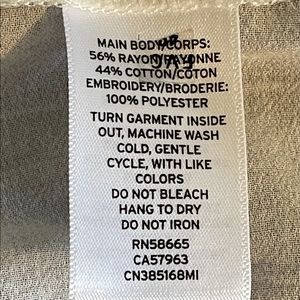 MAIN BODY/CORPS:
56% RAYON/RAYONNE
44% COTTON/COTON
EMBROIDERY/BRODERIE:
100% POLYESTER
TURN GARMENT INSIDE
OUT, MACHINE WASH
COLD, GENTLE
CYCLE, WITH LIKE
COLORS
DO NOT BLEACH
HANG TO DRY
DO NOT IRON
RN58665
CA57963
CN385168MI